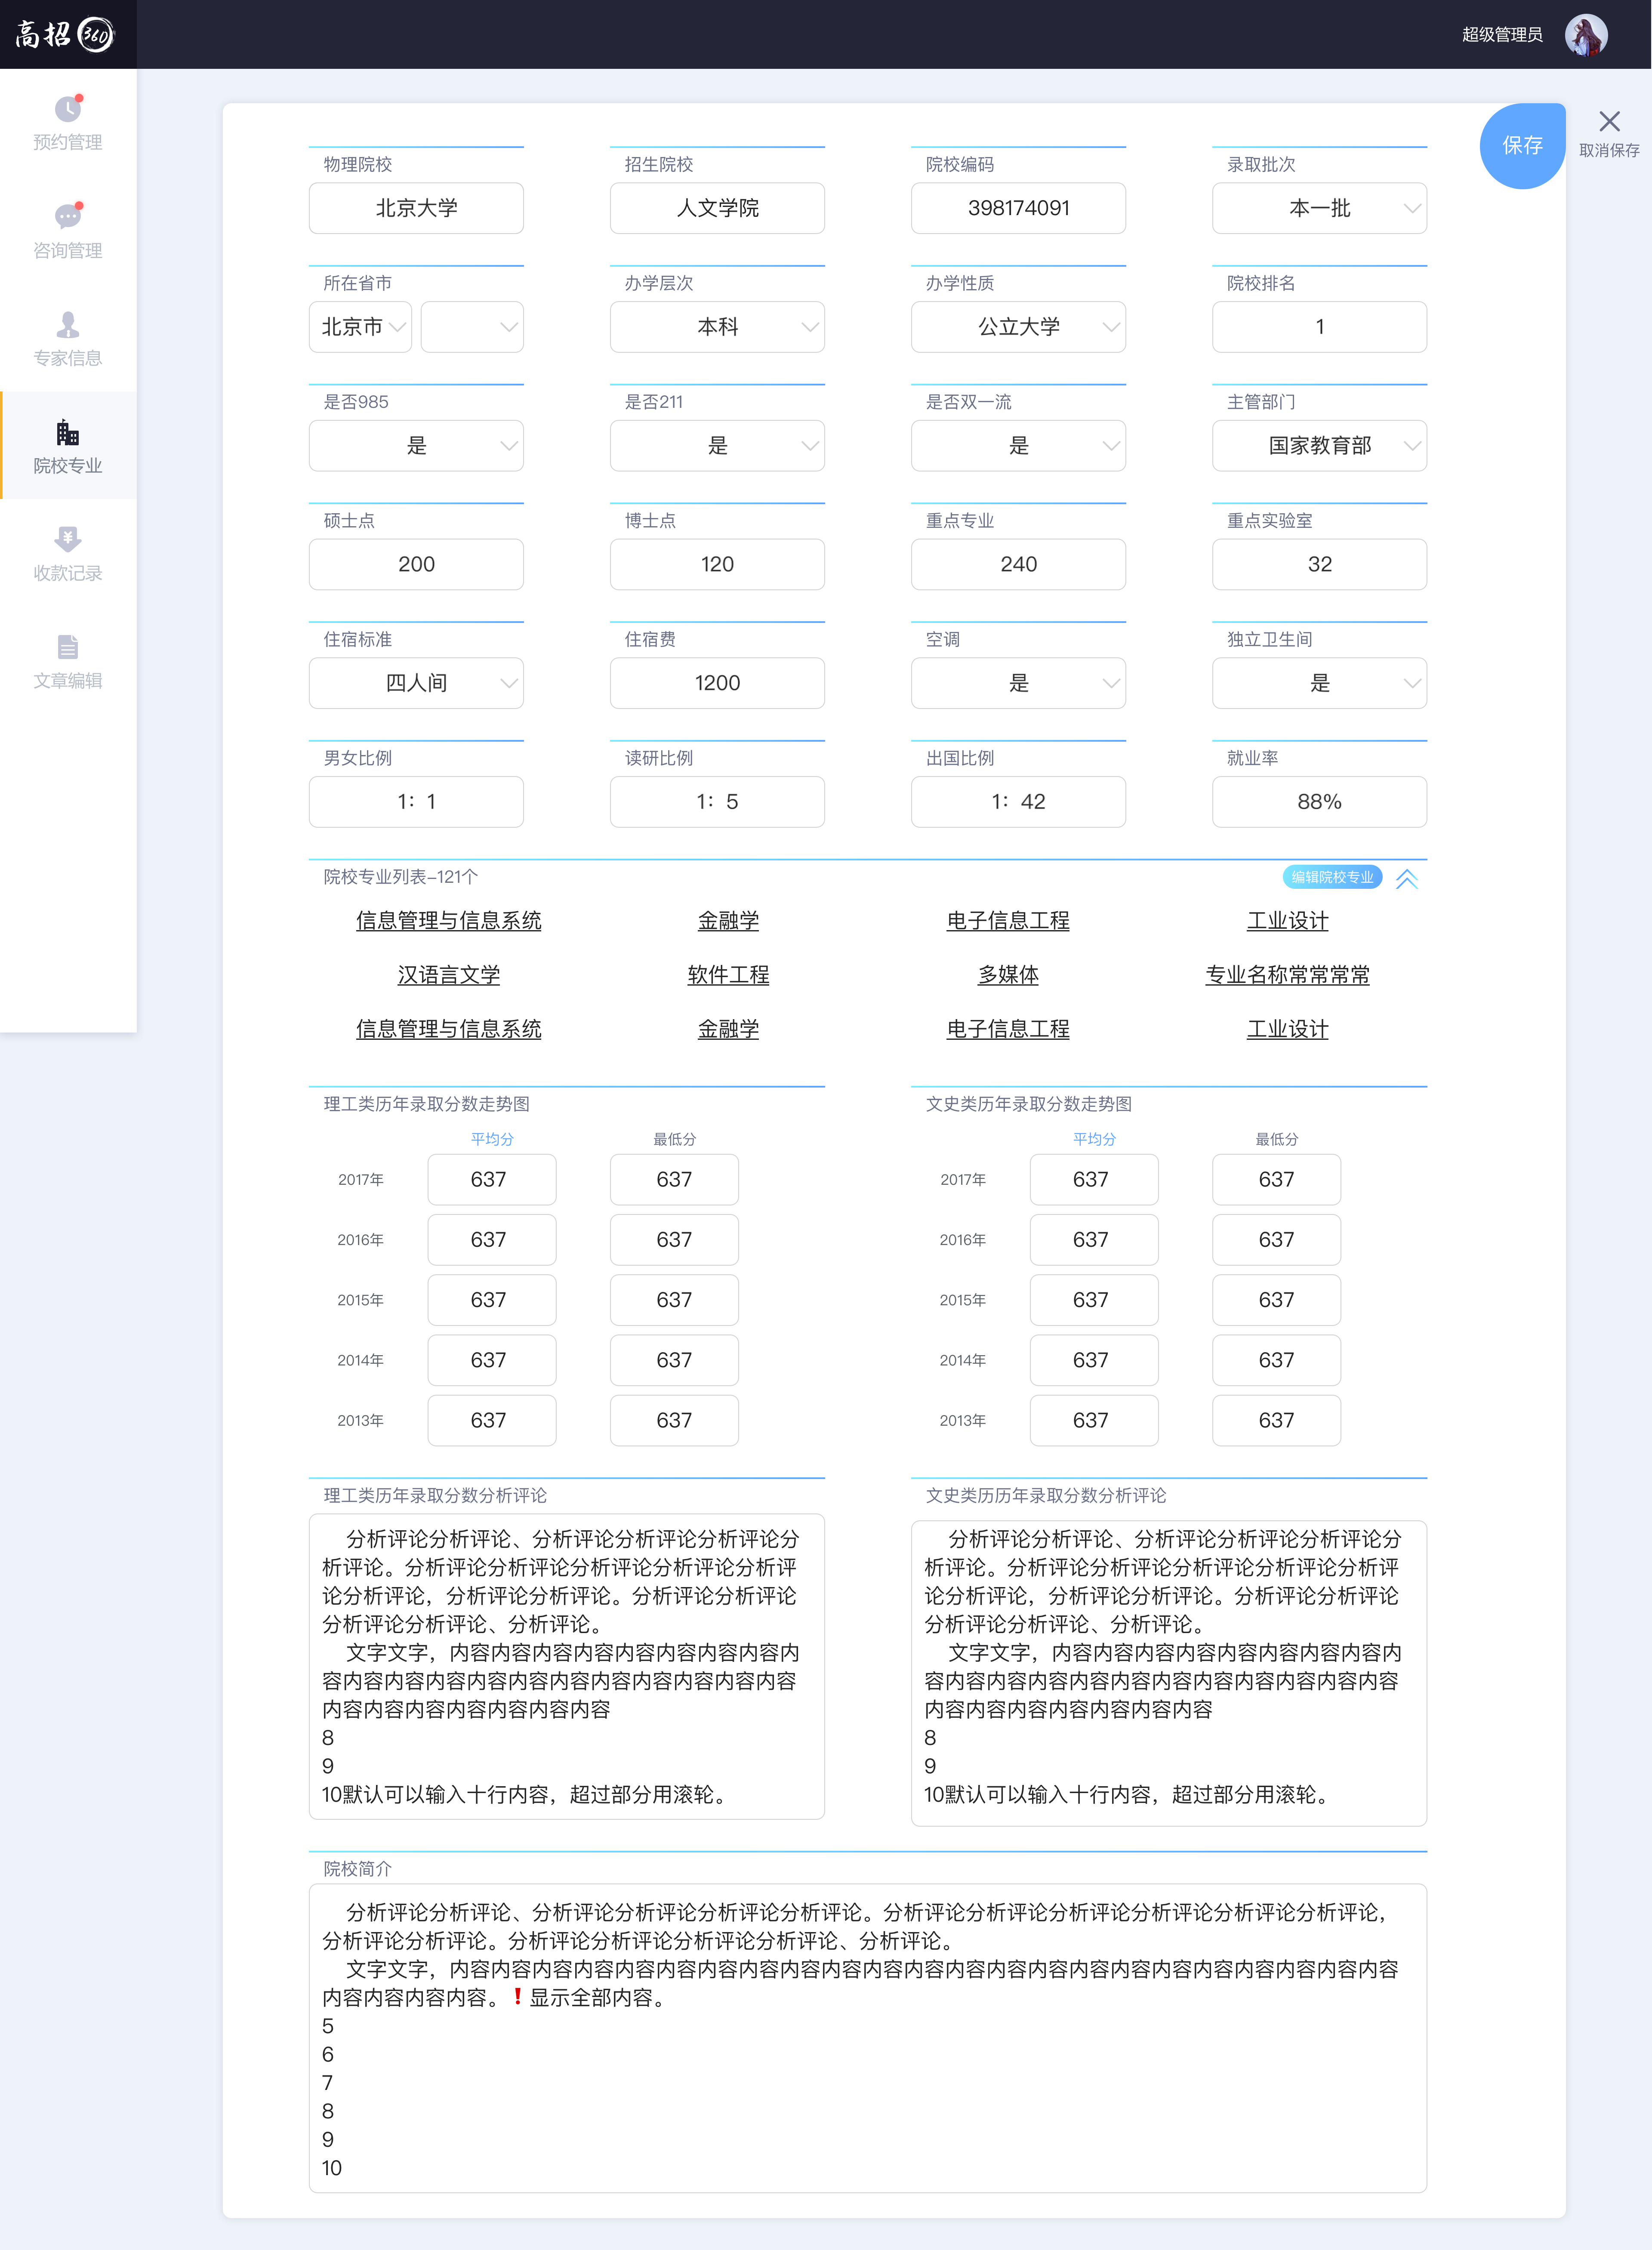 高招360
超级管理员
预约管理
咨询管理
专家信息
院校专业
收款记录
文章编辑
保存
取消保存
物理院校 招生院校 院校编码 录取批次
北京大学 人文学院 398174091 本一批
所在省市 办学层次 办学性质 院校排名
北京市 本科 公立大学 1
是否985 是否211 是否双一流 主管部门
是 是 是 国家教育部
硕士点 博士点 重点专业 重点实验室
200 120 240 32
住宿标准 住宿费 空调 独立卫生间
四人间 1200 是 是
男女比例 读研比例 出国比例 就业率
1：1 1：5 1：42 88%
院校专业列表-121个 编辑院校专业
信息管理与信息系统 金融学 电子信息工程 工业设计
汉语言文学 软件工程 多媒体 专业名称常常常常
信息管理与信息系统 金融学 电子信息工程 工业设计
理工类历年录取分数走势图
平均分 最低分
2017年 637 637
2016年 637 637
2015年 637 637
2014年 637 637
2013年 637 637
文史类历年录取分数走势图
平均分 最低分
2017年 637 637
2016年 637 637
2015年 637 637
2014年 637 637
2013年 637 637
理工类历年录取分数分析评论
分析评论分析评论、分析评论分析评论分析评论分
析评论。分析评论分析评论分析评论分析评论分析评
论分析评论，分析评论分析评论。分析评论分析评论
分析评论分析评论、分析评论。
文字文字，内容内容内容内容内容内容内容内容内
容内容内容内容内容内容内容内容内容内容内容内容
内容内容内容内容内容内容内容
8
9
10默认可以输入十行内容，超过部分用滚轮。
文史类历历年录取分数分析评论
分析评论分析评论、分析评论分析评论分析评论分
析评论。分析评论分析评论分析评论分析评论分析评
论分析评论，分析评论分析评论。分析评论分析评论
分析评论分析评论、分析评论。
文字文字，内容内容内容内容内容内容内容内容内
容内容内容内容内容内容内容内容内容内容内容内容
内容内容内容内容内容内容内容
8
9
10默认可以输入十行内容，超过部分用滚轮。
院校简介
分析评论分析评论、分析评论分析评论分析评论分析评论。分析评论分析评论分析评论分析评论分析评论分析评论，
分析评论分析评论。分析评论分析评论分析评论分析评论、分析评论。
文字文字，内容内容内容内容内容内容内容内容内容内容内容内容内容内容内容内容内容内容内容内容内容内容内容
内容内容内容内容。❗显示全部内容。
5
6
7
8
9
10